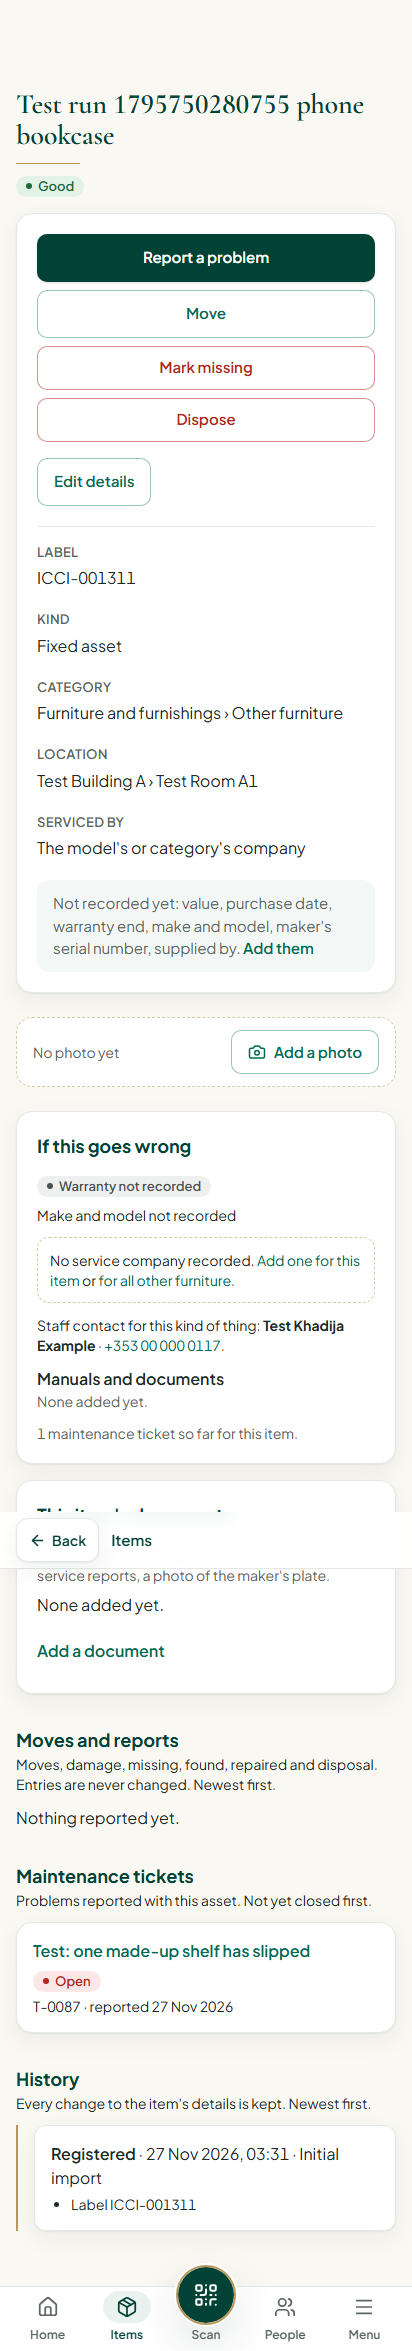 Test run 1795750280755 phone
bookcase
Good
Report a problem
Move
Mark missing
Dispose
Edit details
LABEL
ICCI-001311
KIND
Fixed asset
CATEGORY
Furniture and furnishings › Other furniture
LOCATION
Test Building A › Test Room A1
SERVICED BY
The model's or category's company
Not recorded yet: value, purchase date,
warranty end, make and model, maker's
serial number, supplied by. Add them
No photo yet
Add a photo
If this goes wrong
Warranty not recorded
Make and model not recorded
No service company recorded. Add one for this
item or for all other furniture.
Staff contact for this kind of thing: Test Khadija
Example · +353 00 000 0117.
Manuals and documents
None added yet.
1 maintenance ticket so far for this item.
Back
Items
service reports, a photo of the maker's plate.
None added yet.
Add a document
Moves and reports
Moves, damage, missing, found, repaired and disposal.
Entries are never changed. Newest first.
Nothing reported yet.
Maintenance tickets
Problems reported with this asset. Not yet closed first.
Test: one made-up shelf has slipped
Open
T-0087 · reported 27 Nov 2026
History
Every change to the item's details is kept. Newest first.
Registered · 27 Nov 2026, 03:31 · Initial
import
Label ICCI-001311
Home
Items
Scan
People
Menu